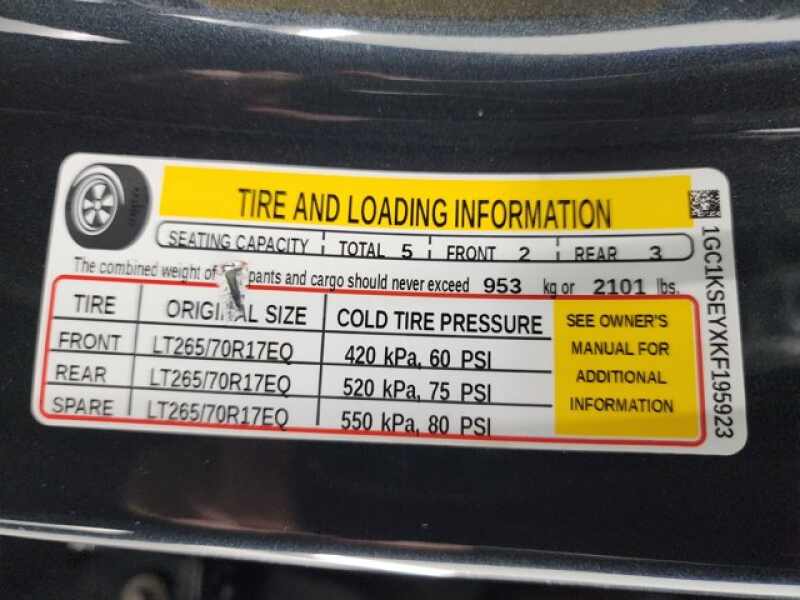 TIRE AND LOADING INFORMATION
SEATING CAPACITY TOTAL 5 FRONT 2 REAR 3
The combined weight of pants and cargo should never exceed 953 kg or 2101 lbs.
TIRE ORIGINAL SIZE COLD TIRE PRESSURE
FRONT LT265/70R17EQ 420 kPa, 60 PSI
REAR LT265/70R17EQ 520 kPa, 75 PSI
SPARE LT265/70R17EQ 550 kPa, 80 PSI
SEE OWNER'S
MANUAL FOR
ADDITIONAL
INFORMATION
1GC1KSEYXKF195923